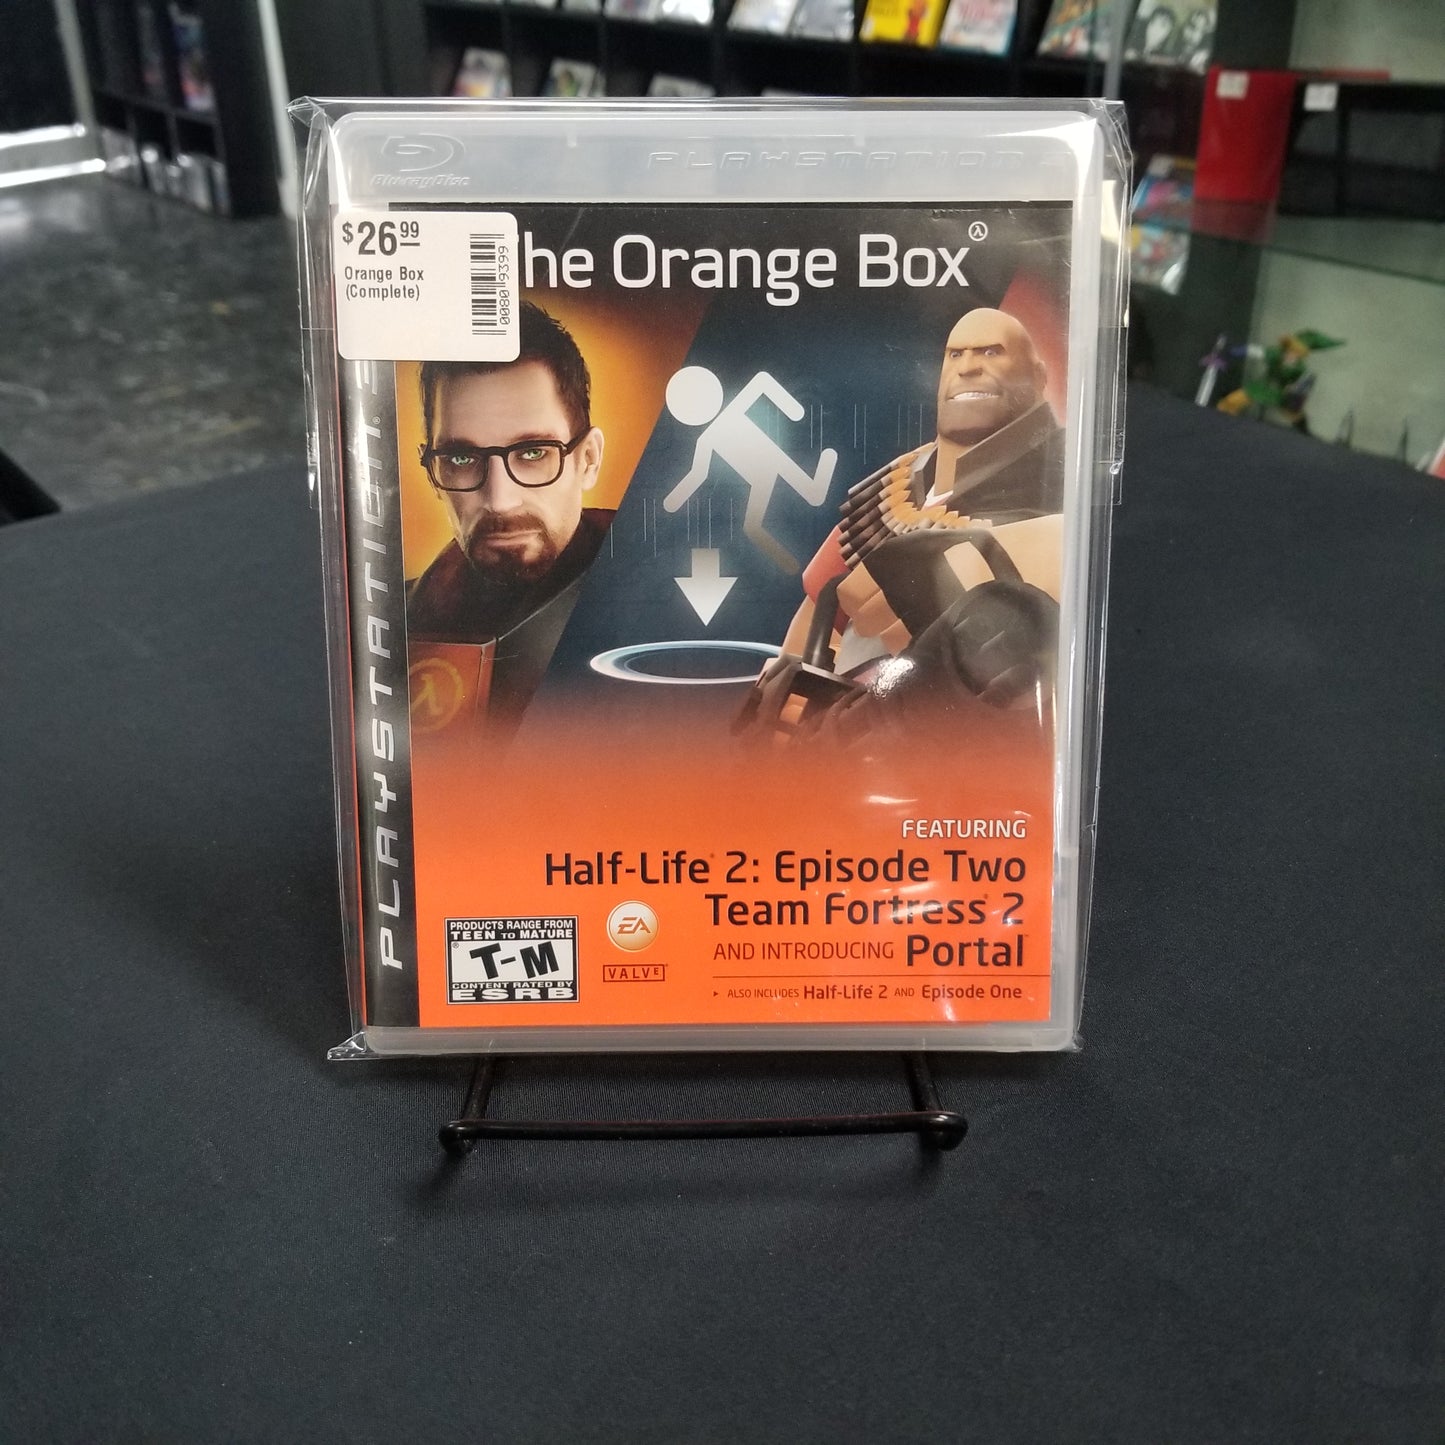 Blu-ray Disc
PLAYSTATION 3
$26.99
Orange Box
(Complete)
008019399
he Orange Box
PLAYSTATION. 3
FEATURING
Half-Life 2: Episode Two
Team Fortress 2
AND INTRODUCING Portal
ALSO INCLUDES Half-Life 2 AND Episode One
PRODUCTS RANGE FROM
TEEN TO MATURE
T-M
CONTENT RATED BY
ESRB
EA
VALVE